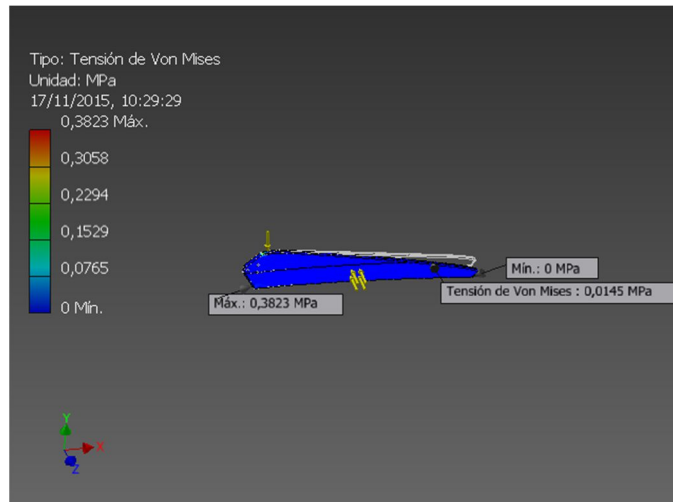 Tipo: Tensión de Von Mises
Unidad: MPa
17/11/2015, 10:29:29
0,3823 Máx.
0,3058
0,2294
0,1529
0,0765
0 Mín.
Mín.: 0 MPa
Tensión de Von Mises : 0,0145 MPa
Máx.: 0,3823 MPa
Y
X
Z